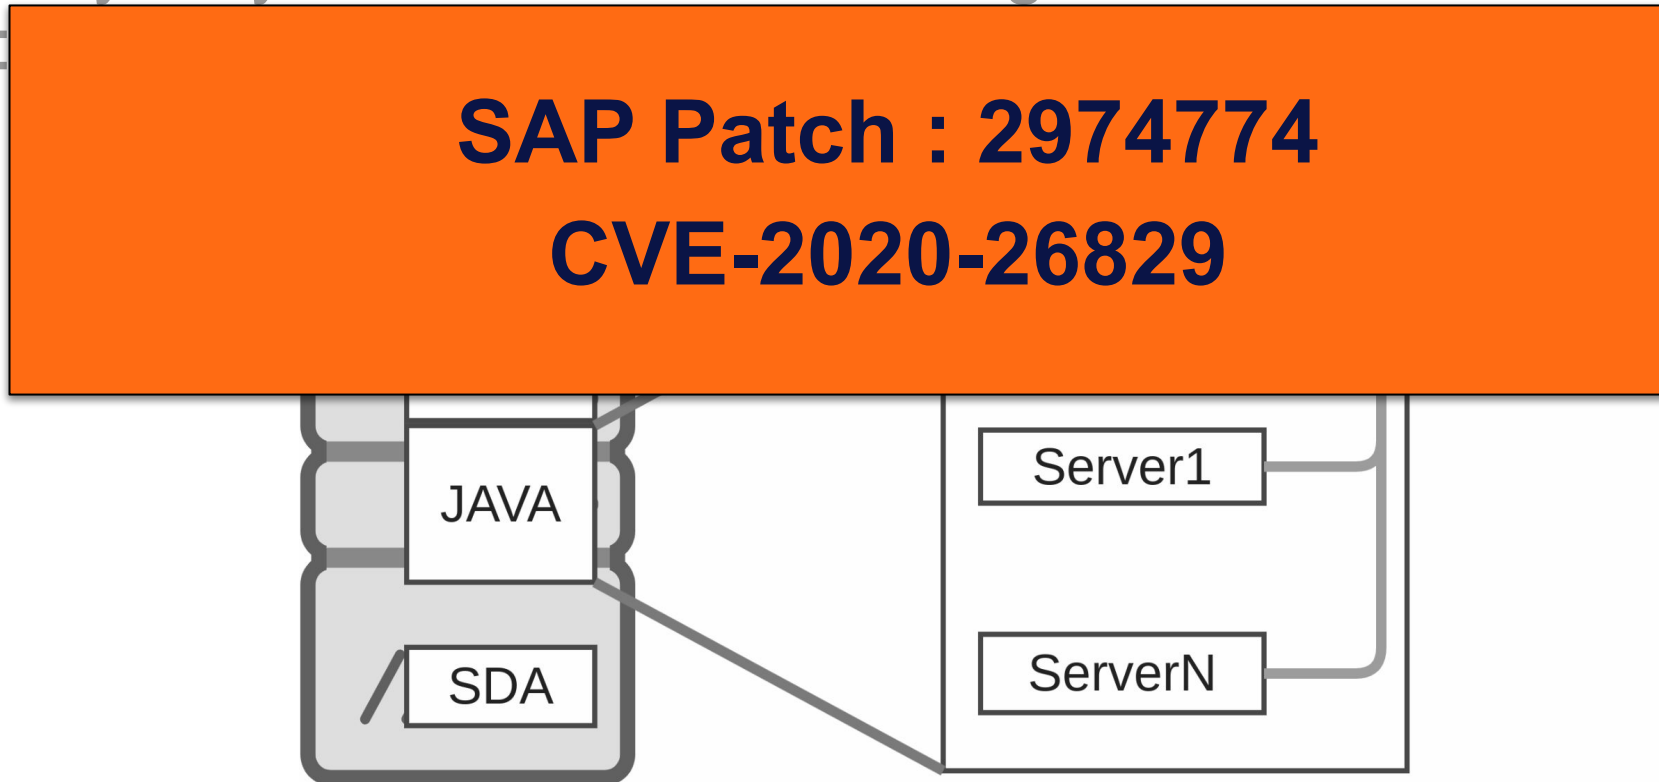 SAP Patch : 2974774
CVE-2020-26829
Server1
JAVA
ServerN
SDA